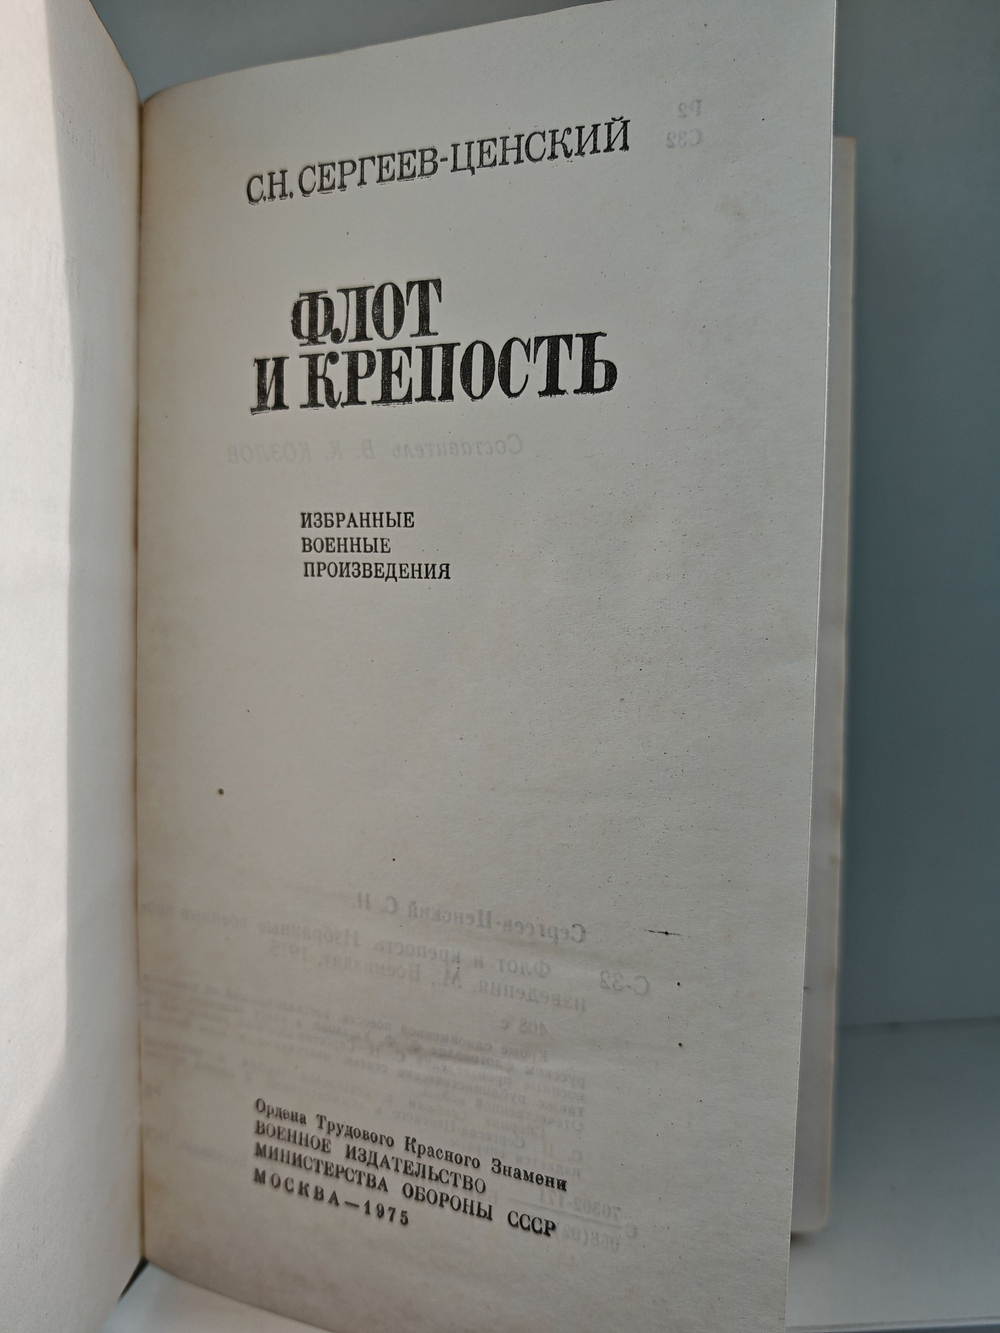 С.Н. СЕРГЕЕВ-ЦЕНСКИЙ
ФЛОТ
И КРЕПОСТЬ
ИЗБРАННЫЕ
ВОЕННЫЕ
ПРОИЗВЕДЕНИЯ
Ордена Трудового Красного Знамени
ВОЕННОЕ ИЗДАТЕЛЬСТВО
МИНИСТЕРСТВА ОБОРОНЫ СССР
МОСКВА—1975